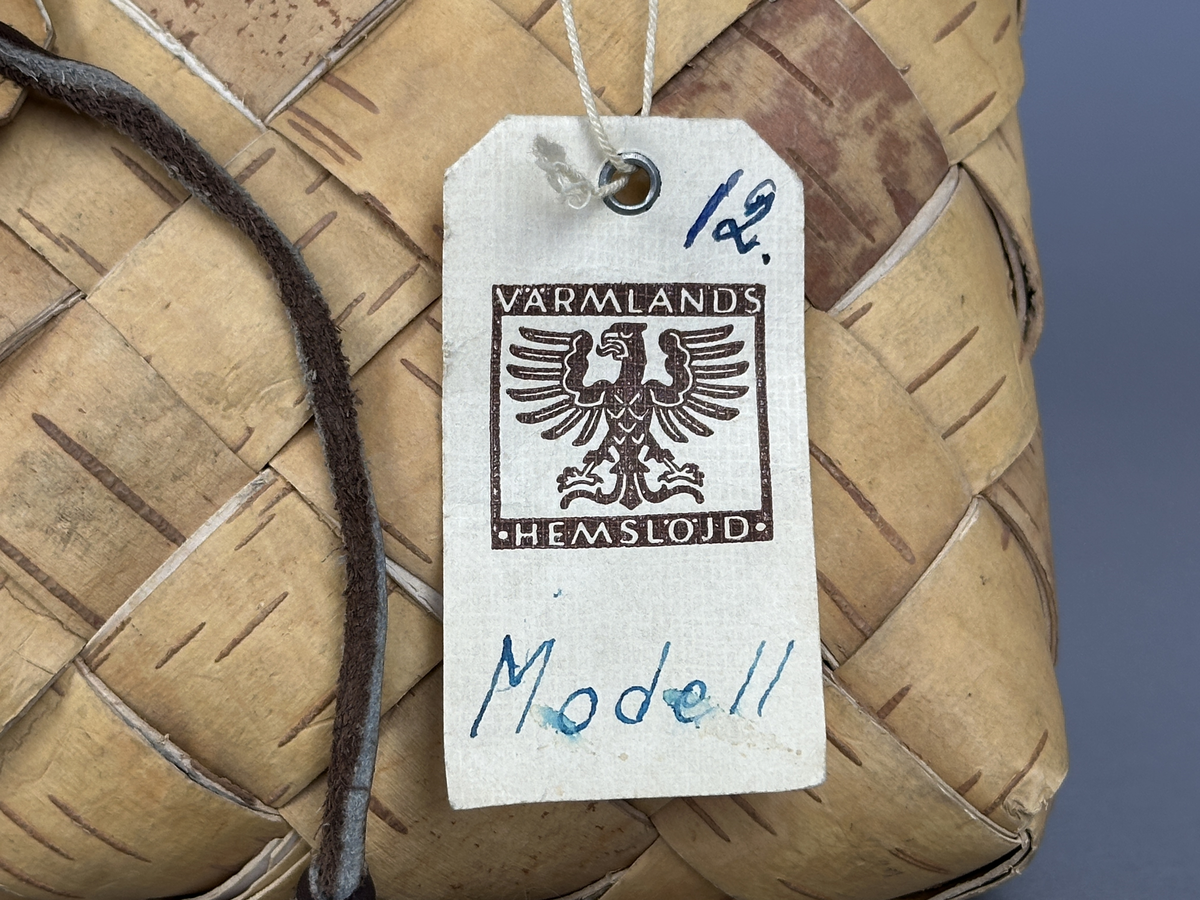 12.
VÄRMLANDS
·HEMSLÖJD·
Modell